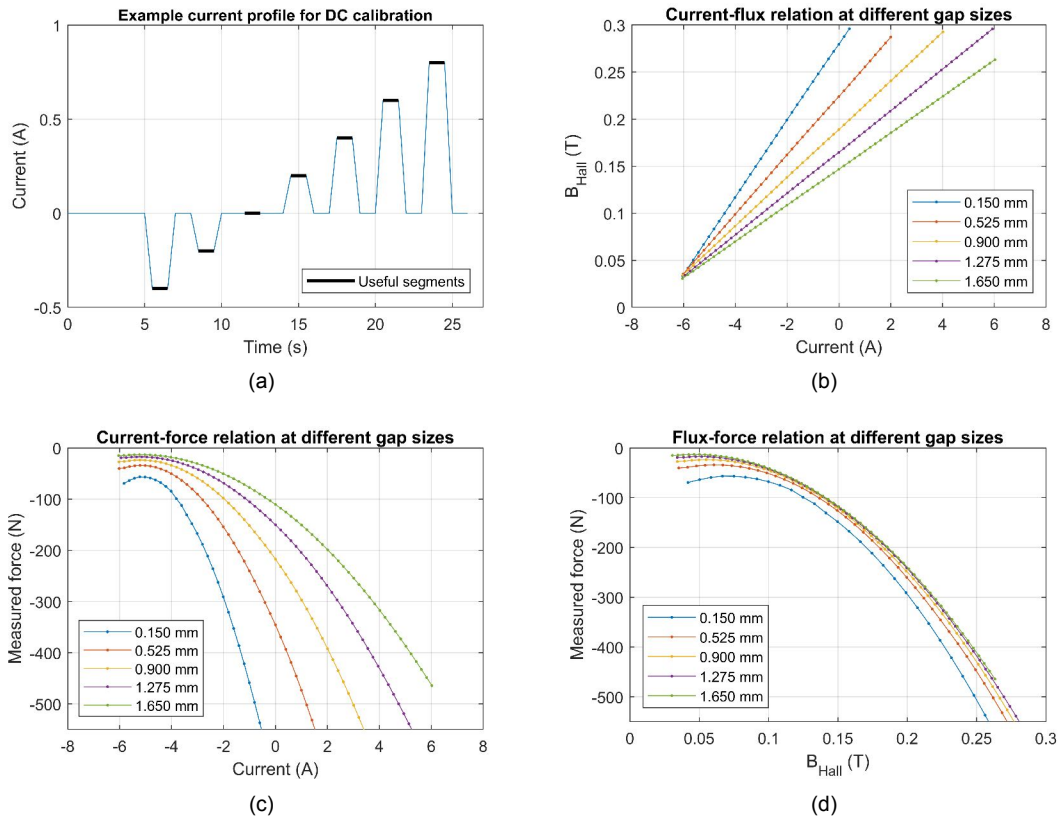 Example current profile for DC calibration
1
0.5
0
-0.5
Current (A)
0
5
10
15
20
25
Time (s)
Useful segments
(a)
Current-flux relation at different gap sizes
0.3
0.25
0.2
0.15
0.1
0.05
0
B_Hall (T)
-8
-6
-4
-2
0
2
4
6
8
Current (A)
0.150 mm
0.525 mm
0.900 mm
1.275 mm
1.650 mm
(b)
Current-force relation at different gap sizes
0
-100
-200
-300
-400
-500
Measured force (N)
-8
-6
-4
-2
0
2
4
6
8
Current (A)
0.150 mm
0.525 mm
0.900 mm
1.275 mm
1.650 mm
(c)
Flux-force relation at different gap sizes
0
-100
-200
-300
-400
-500
Measured force (N)
0
0.05
0.1
0.15
0.2
0.25
0.3
B_Hall (T)
0.150 mm
0.525 mm
0.900 mm
1.275 mm
1.650 mm
(d)